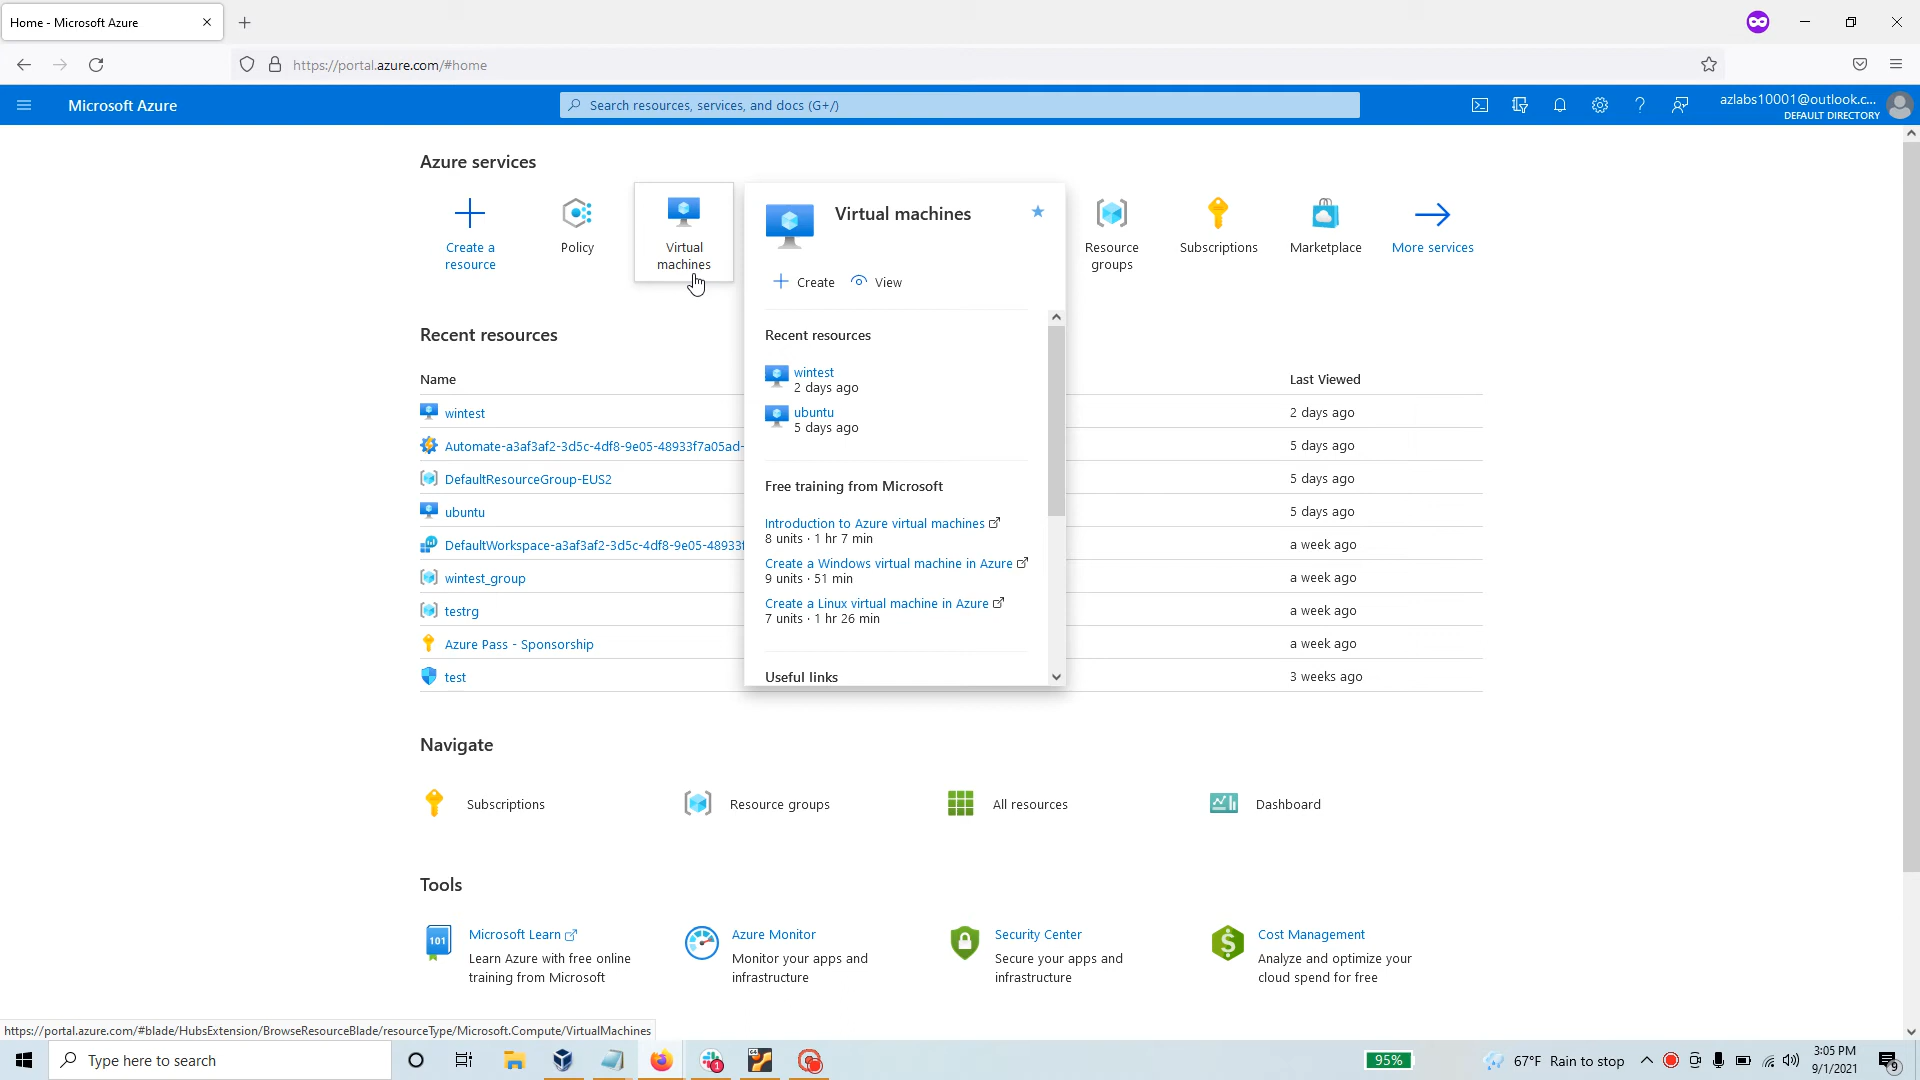 Home - Microsoft Azure
https://portal.azure.com/#home
Microsoft Azure
Search resources, services, and docs (G+/)
azlabs10001@outlook.c...
DEFAULT DIRECTORY
Azure services
Create a
resource
Policy
Virtual
machines
Virtual machines
Create
View
Resource
groups
Subscriptions
Marketplace
More services
Recent resources
Recent resources
wintest
2 days ago
ubuntu
5 days ago
Free training from Microsoft
Introduction to Azure virtual machines
8 units · 1 hr 7 min
Create a Windows virtual machine in Azure
9 units · 51 min
Create a Linux virtual machine in Azure
7 units · 1 hr 26 min
Useful links
Name
Last Viewed
wintest
2 days ago
Automate-a3af3af2-3d5c-4df8-9e05-48933f7a05ad-
5 days ago
DefaultResourceGroup-EUS2
5 days ago
ubuntu
5 days ago
DefaultWorkspace-a3af3af2-3d5c-4df8-9e05-48933f
a week ago
wintest_group
a week ago
testrg
a week ago
Azure Pass - Sponsorship
a week ago
test
3 weeks ago
Navigate
Subscriptions
Resource groups
All resources
Dashboard
Tools
101
Microsoft Learn
Learn Azure with free online
training from Microsoft
Azure Monitor
Monitor your apps and
infrastructure
Security Center
Secure your apps and
infrastructure
Cost Management
Analyze and optimize your
cloud spend for free
https://portal.azure.com/#blade/HubsExtension/BrowseResourceBlade/resourceType/Microsoft.Compute/VirtualMachines
Type here to search
95%
67°F Rain to stop
3:05 PM
9/1/2021
9